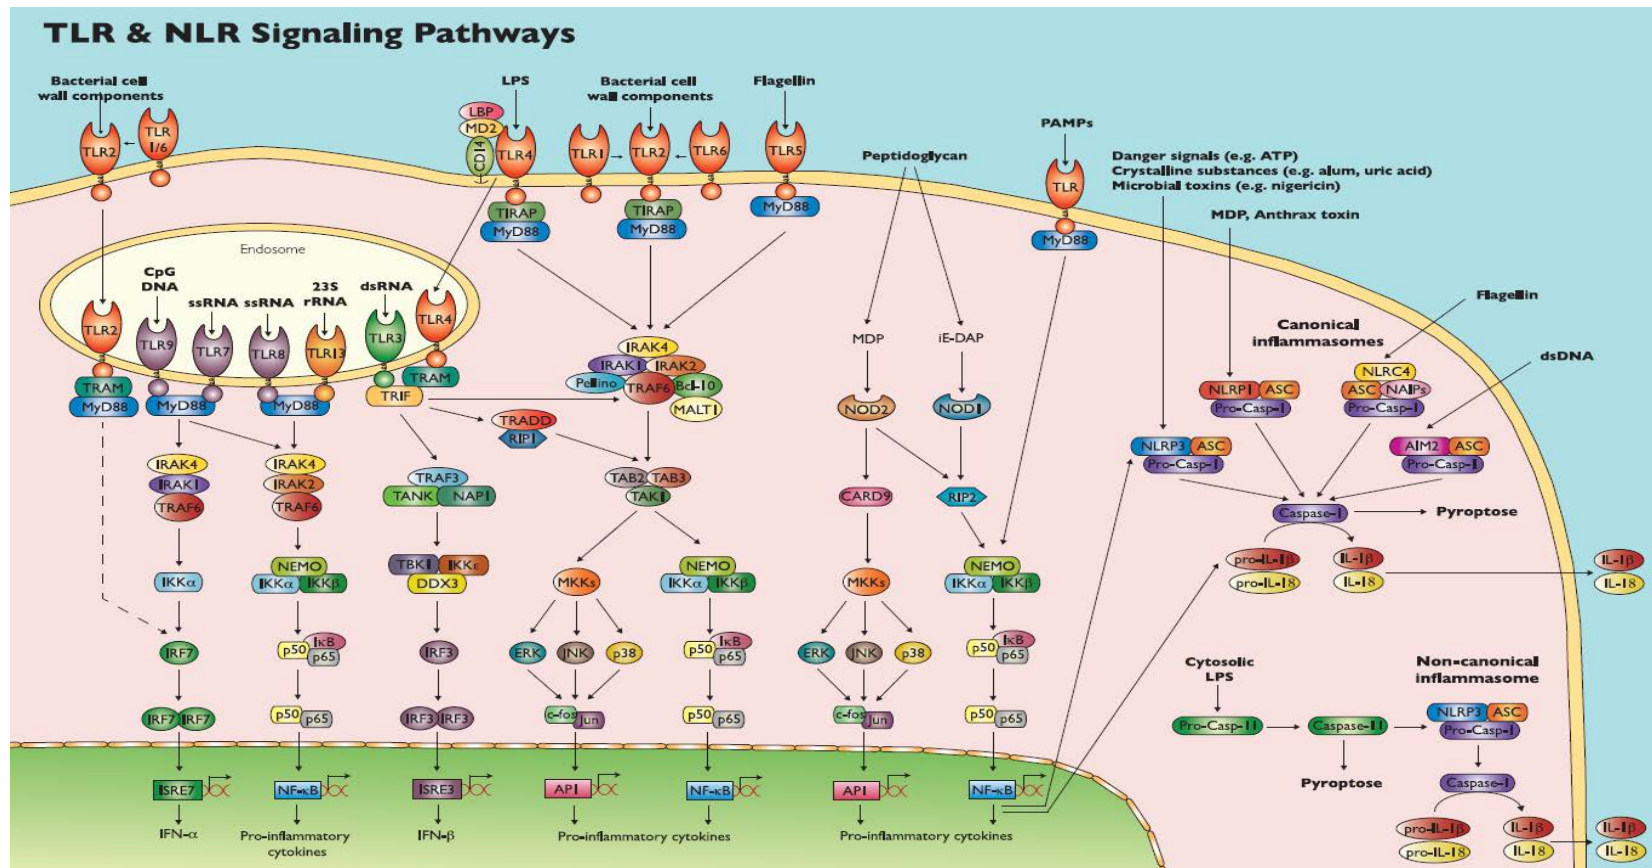 TLR & NLR Signaling Pathways
Bacterial cell
wall components
TLR2
TLR
1/6
LPS
LBP
MD2
CD14
TLR4
Bacterial cell
wall components
TLR1
TLR2
TLR6
Flagellin
TLR5
TIRAP
MyD88
TIRAP
MyD88
MyD88
Peptidoglycan
PAMPs
TLR
MyD88
Danger signals (e.g. ATP)
Crystalline substances (e.g. alum, uric acid)
Microbial toxins (e.g. nigericin)
MDP, Anthrax toxin
Flagellin
dsDNA
Endosome
CpG
DNA
ssRNA
ssRNA
23S
rRNA
dsRNA
TLR2
TLR9
TLR7
TLR8
TLR13
TLR3
TLR4
TRAM
MyD88
MyD88
MyD88
TRIF
TRAM
IRAK4
IRAK1
IRAK2
Pellino
TRAF6
Bcl-10
MALT1
TRADD
RIP1
MDP
iE-DAP
NOD2
NOD1
Canonical
inflammasomes
NLRP1
ASC
Pro-Casp-1
NLRC4
ASC
NAIPs
Pro-Casp-1
NLRP3
ASC
Pro-Casp-1
AIM2
ASC
Pro-Casp-1
IRAK4
IRAK1
TRAF6
IRAK4
IRAK2
TRAF6
TRAF3
TANK
NAP1
TAB2
TAB3
TAK1
CARD9
RIP2
Caspase-1
Pyroptose
IKKα
NEMO
IKKα
IKKβ
TBK1
IKKε
DDX3
MKKs
NEMO
IKKα
IKKβ
MKKs
NEMO
IKKα
IKKβ
pro-IL-1β
pro-IL-18
IL-1β
IL-18
IL-1β
IL-18
IRF7
p50
IκB
p65
IRF3
ERK
JNK
p38
p50
IκB
p65
ERK
JNK
p38
p50
IκB
p65
IRF7
IRF7
p50
p65
IRF3
IRF3
c-fos
Jun
p50
p65
c-fos
Jun
p50
p65
Cytosolic
LPS
Pro-Casp-11
Caspase-11
Pyroptose
Non-canonical
inflammasome
NLRP3
ASC
Pro-Casp-1
Caspase-1
pro-IL-1β
pro-IL-18
IL-1β
IL-18
IL-1β
IL-18
ISRE7
NF-κB
ISRE3
AP1
NF-κB
AP1
NF-κB
IFN-α
Pro-inflammatory
cytokines
IFN-β
Pro-inflammatory cytokines
Pro-inflammatory cytokines